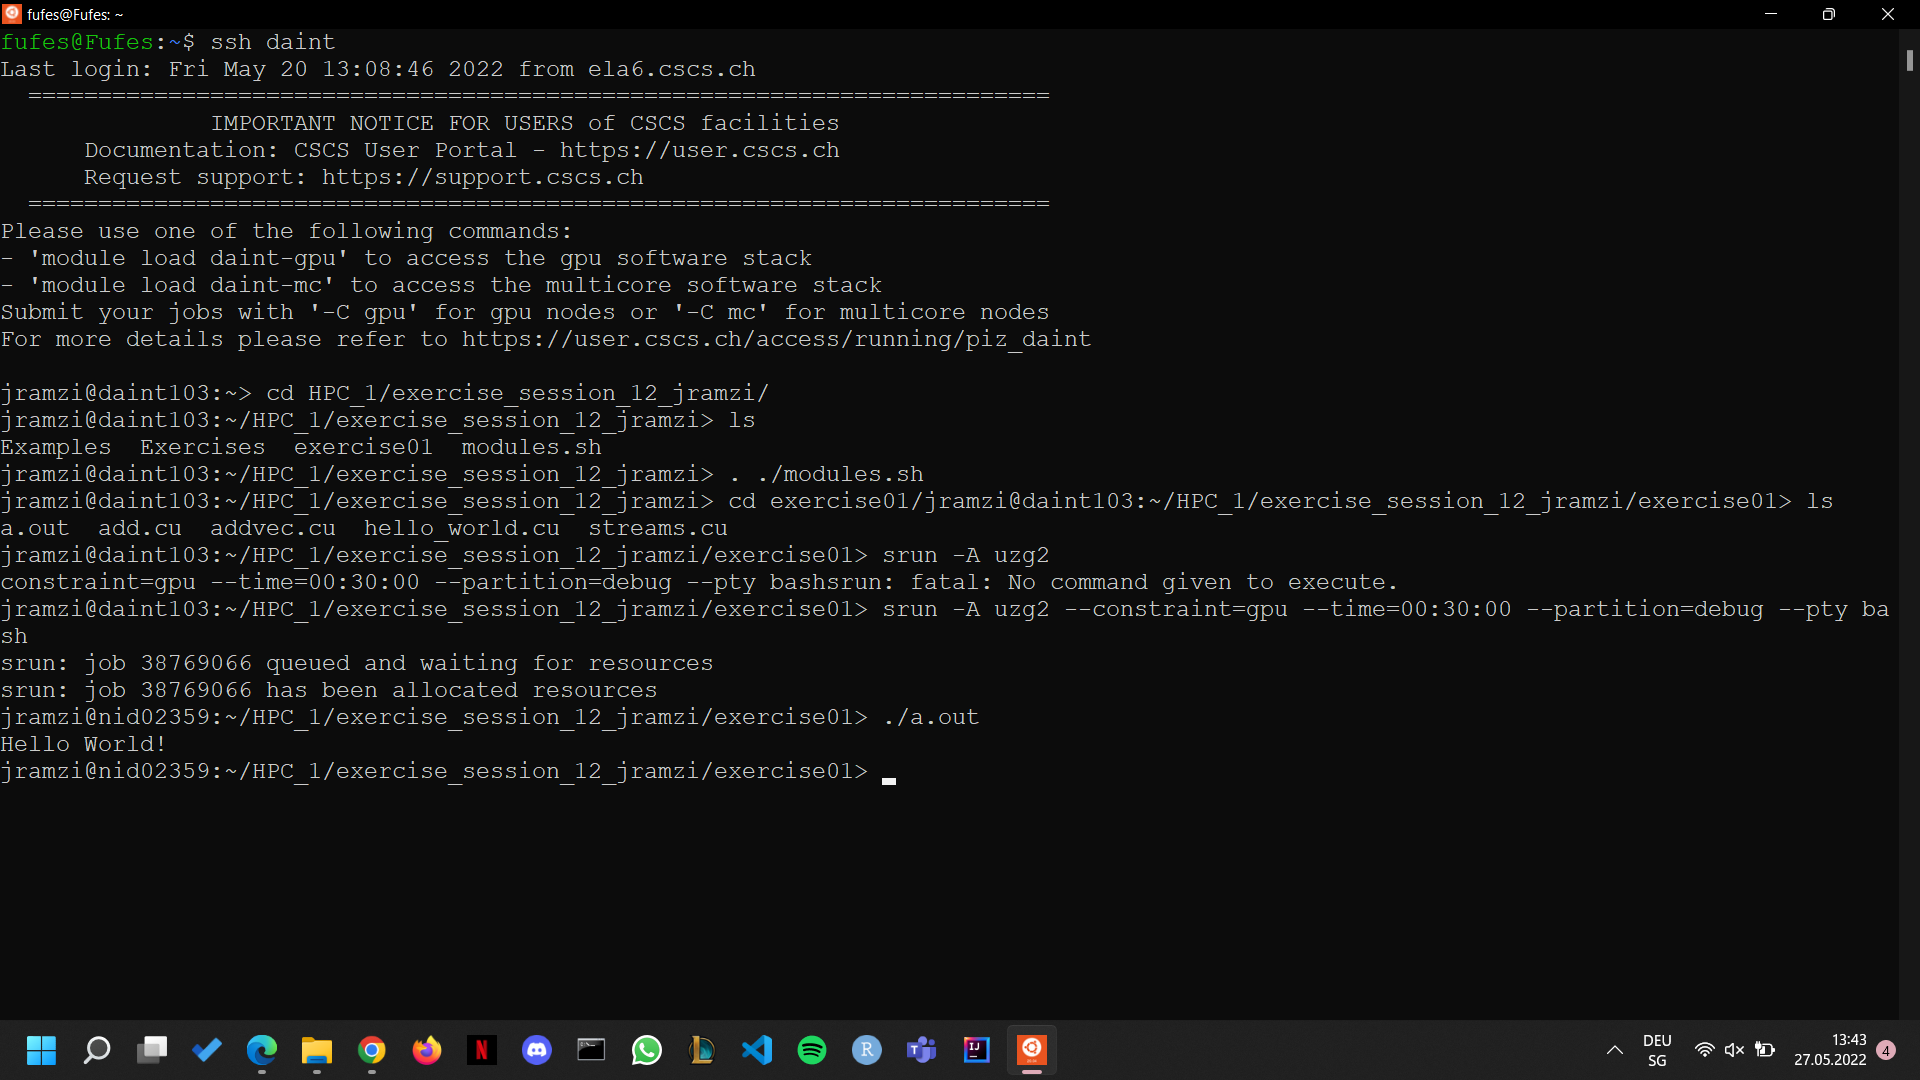 fufes@Fufes: ~
fufes@Fufes:~$ ssh daint
Last login: Fri May 20 13:08:46 2022 from ela6.cscs.ch
=========================================================================
IMPORTANT NOTICE FOR USERS of CSCS facilities
Documentation: CSCS User Portal - https://user.cscs.ch
Request support: https://support.cscs.ch
=========================================================================
Please use one of the following commands:
- 'module load daint-gpu' to access the gpu software stack
- 'module load daint-mc' to access the multicore software stack
Submit your jobs with '-C gpu' for gpu nodes or '-C mc' for multicore nodes
For more details please refer to https://user.cscs.ch/access/running/piz_daint
jramzi@daint103:~> cd HPC_1/exercise_session_12_jramzi/
jramzi@daint103:~/HPC_1/exercise_session_12_jramzi> ls
Examples  Exercises  exercise01  modules.sh
jramzi@daint103:~/HPC_1/exercise_session_12_jramzi> . ./modules.sh
jramzi@daint103:~/HPC_1/exercise_session_12_jramzi> cd exercise01/jramzi@daint103:~/HPC_1/exercise_session_12_jramzi/exercise01> ls
a.out  add.cu  addvec.cu  hello_world.cu  streams.cu
jramzi@daint103:~/HPC_1/exercise_session_12_jramzi/exercise01> srun -A uzg2
constraint=gpu --time=00:30:00 --partition=debug --pty bashsrun: fatal: No command given to execute.
jramzi@daint103:~/HPC_1/exercise_session_12_jramzi/exercise01> srun -A uzg2 --constraint=gpu --time=00:30:00 --partition=debug --pty ba
sh
srun: job 38769066 queued and waiting for resources
srun: job 38769066 has been allocated resources
jramzi@nid02359:~/HPC_1/exercise_session_12_jramzi/exercise01> ./a.out
Hello World!
jramzi@nid02359:~/HPC_1/exercise_session_12_jramzi/exercise01>
N
R
T
IJ
DEU
SG
13:43
27.05.2022
4